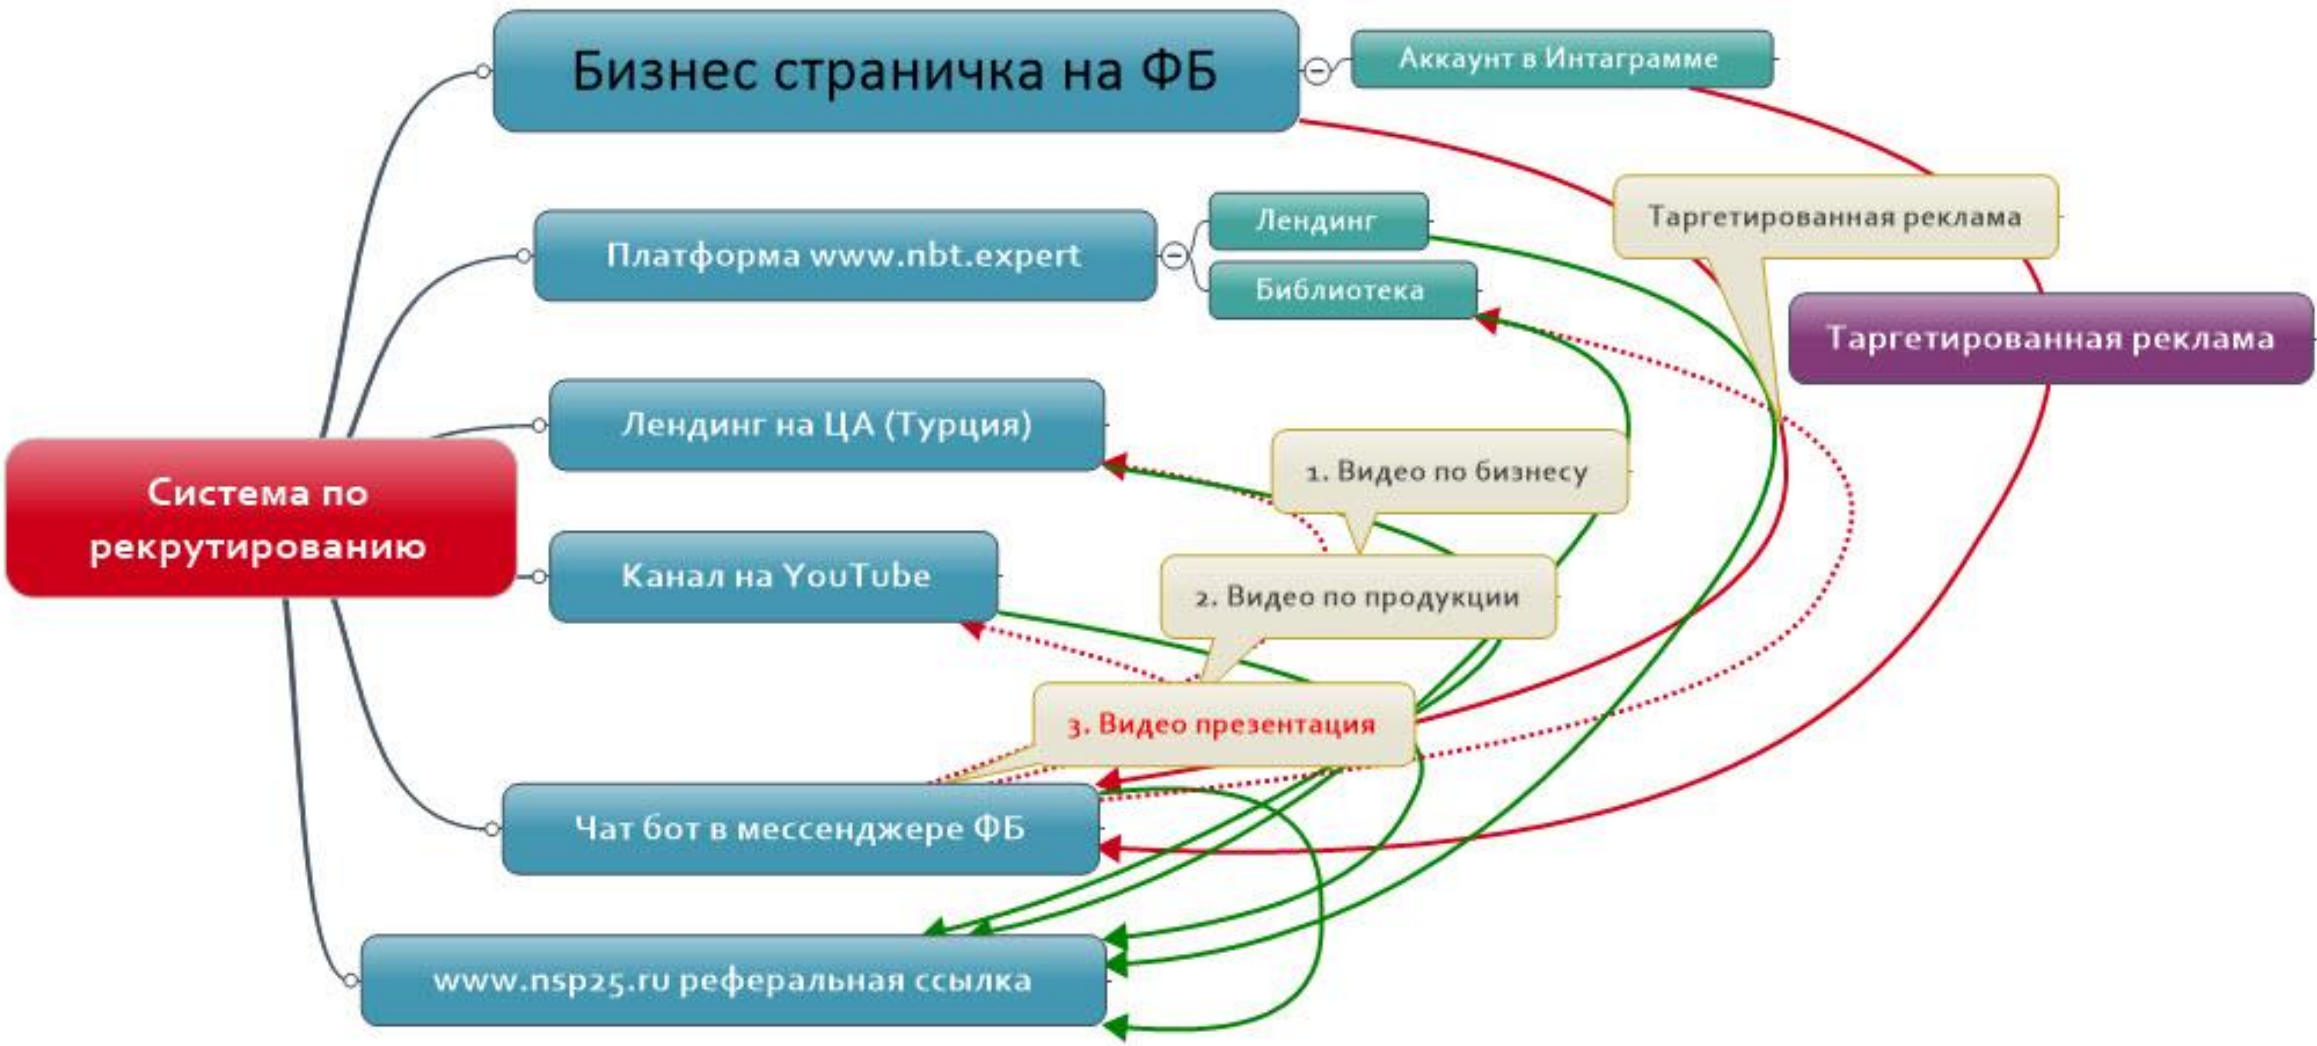 Бизнес страничка на ФБ
Аккаунт в Интаграмме
Таргетированная реклама
Платформа www.nbt.expert
Лендинг
Библиотека
Таргетированная реклама
Лендинг на ЦА (Турция)
1. Видео по бизнесу
Система по
рекрутированию
Канал на YouTube
2. Видео по продукции
3. Видео презентация
Чат бот в мессенджере ФБ
www.nsp25.ru реферальная ссылка